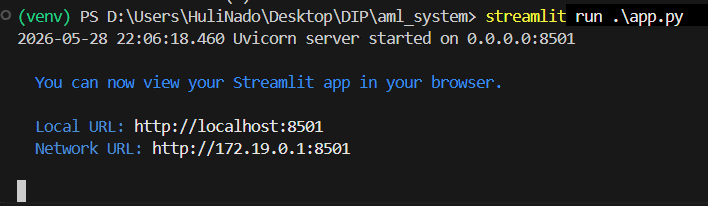 (venv) PS D:\Users\HuliNado\Desktop\DIP\aml_system> streamlit run .\app.py
2026-05-28 22:06:18.460 Uvicorn server started on 0.0.0.0:8501
You can now view your Streamlit app in your browser.
Local URL: http://localhost:8501
Network URL: http://172.19.0.1:8501